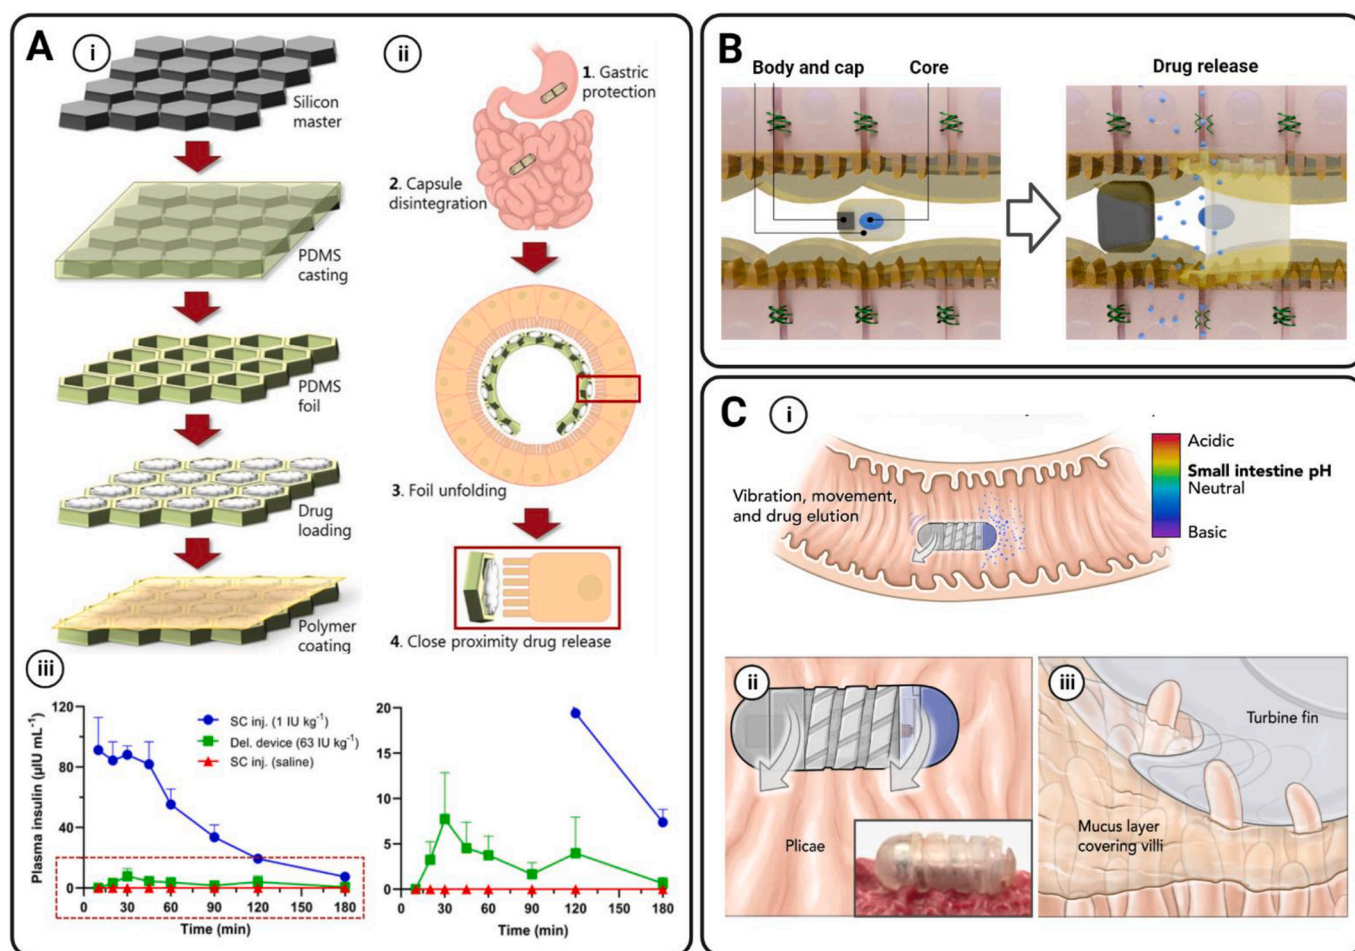 A
i
Silicon
master
PDMS
casting
PDMS
foil
Drug
loading
Polymer
coating
ii
1. Gastric
protection
2. Capsule
disintegration
3. Foil unfolding
4. Close proximity drug release
iii
Plasma insulin (µIU mL⁻¹)
120
80
40
0
SC inj. (1 IU kg⁻¹)
Del. device (63 IU kg⁻¹)
SC inj. (saline)
0 30 60 90 120 150 180
Time (min)
20
15
10
5
0
0 30 60 90 120 150 180
Time (min)
B
Body and cap
Core
Drug release
C
i
Vibration, movement,
and drug elution
Acidic
Small intestine pH
Neutral
Basic
ii
Plicae
iii
Turbine fin
Mucus layer
covering villi